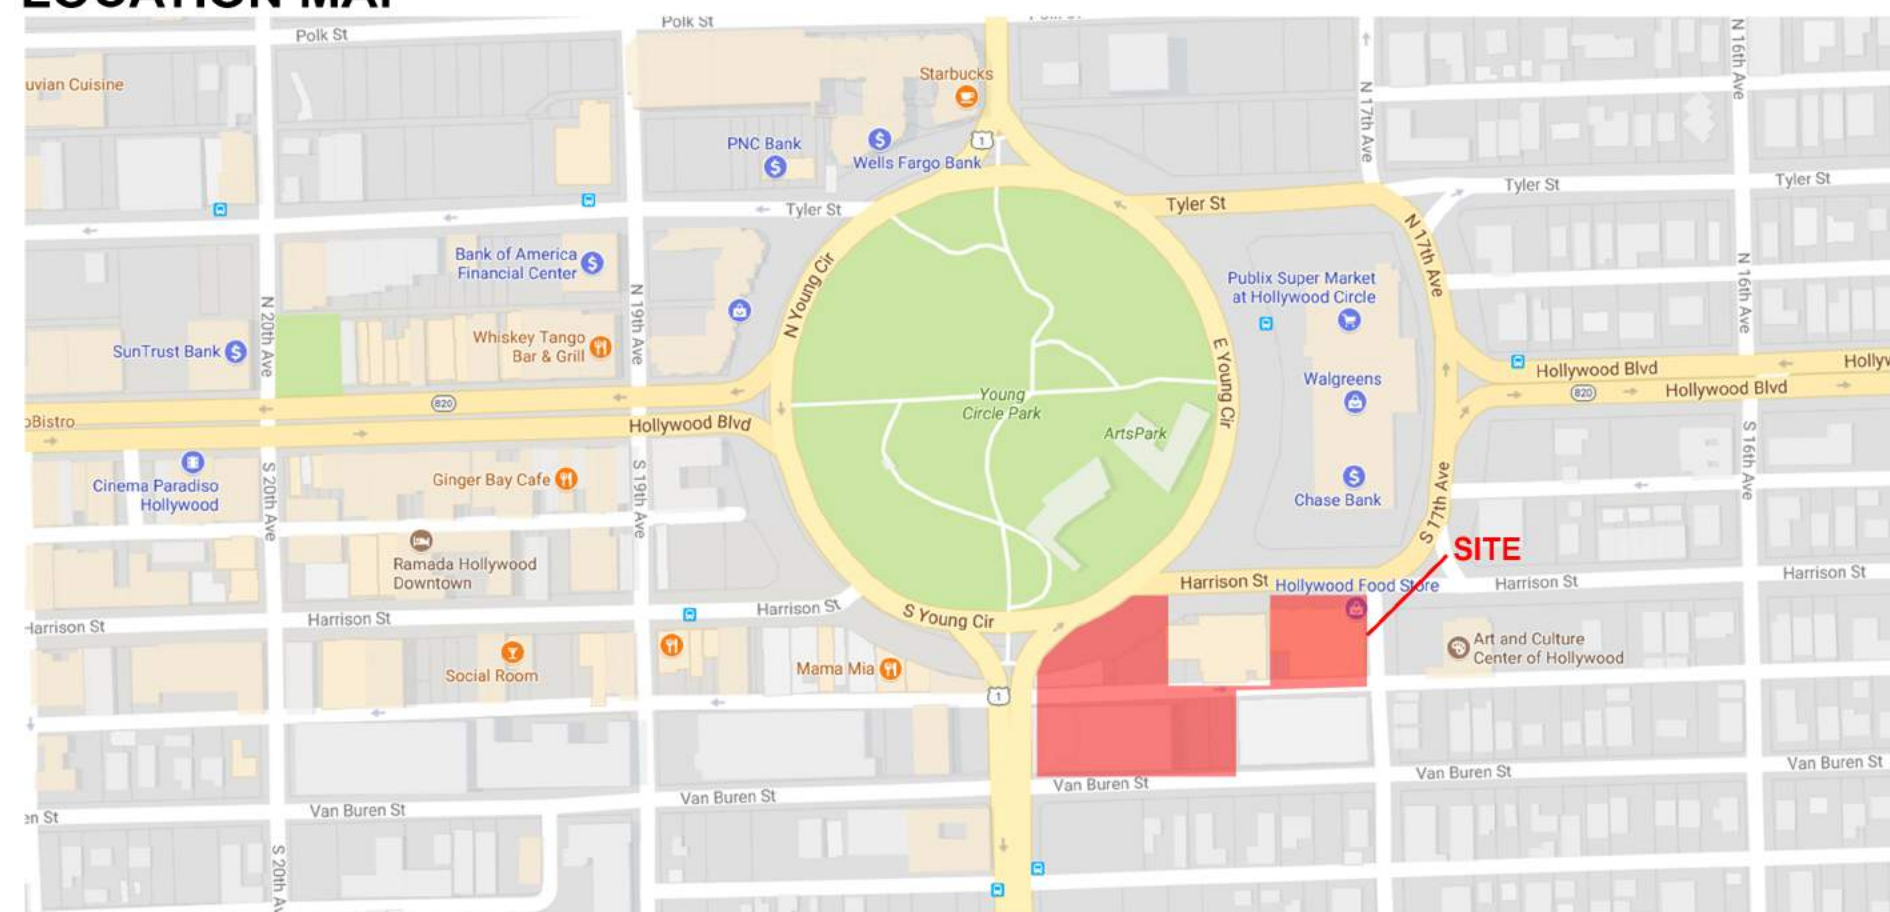 LOCATION MAP
Polk St
Polk St
N 16th Ave
uvian Cuisine
Starbucks
N 17th Ave
PNC Bank
Wells Fargo Bank
1
Tyler St
Tyler St
Tyler St
Tyler St
N 17th Ave
Bank of America
Financial Center
N Young Cir
Publix Super Market
at Hollywood Circle
N 16th Ave
N 20th Ave
N 19th Ave
SunTrust Bank
Whiskey Tango
Bar & Grill
E Young Cir
Hollywood Blvd
Hollyw
Walgreens
820
Hollywood Blvd
820
Young
Circle Park
oBistro
Hollywood Blvd
ArtsPark
S 16th Ave
Cinema Paradiso
Hollywood
S 20th Ave
Ginger Bay Cafe
S 19th Ave
Chase Bank
S 17th Ave
SITE
Ramada Hollywood
Downtown
Harrison St
Hollywood Food Store
Harrison St
Harrison St
Harrison St
Harrison St
Harrison St
S Young Cir
Social Room
Mama Mia
Art and Culture
Center of Hollywood
1
Van Buren St
Van Buren St
Van Buren St
Van Buren St
Van Buren St
en St
S 20th Av